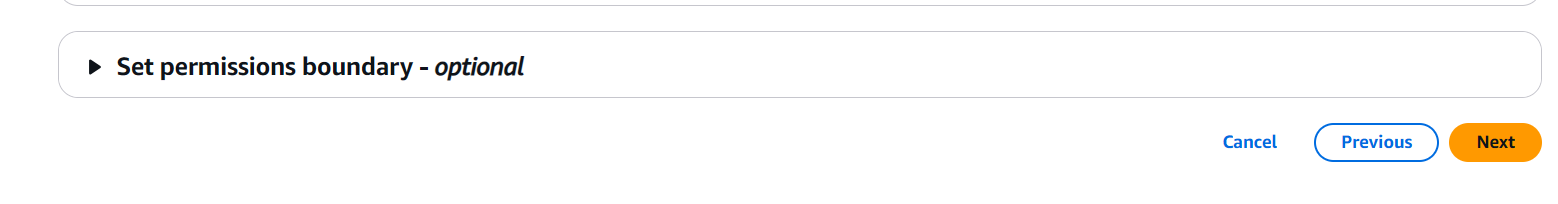 Set permissions boundary - optional
Cancel Previous Next